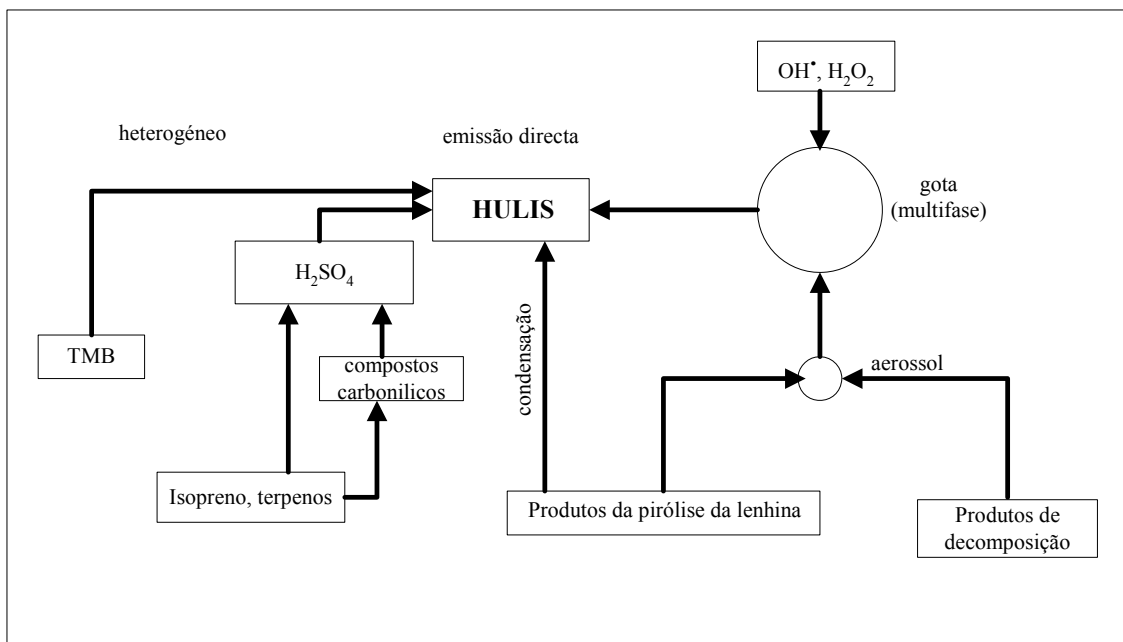 OH•, H₂O₂
heterogéneo
emissão directa
HULIS
gota
(multifase)
H₂SO₄
TMB
compostos
carbonilicos
condensação
aerossol
Isopreno, terpenos
Produtos da pirólise da lenhina
Produtos de
decomposição